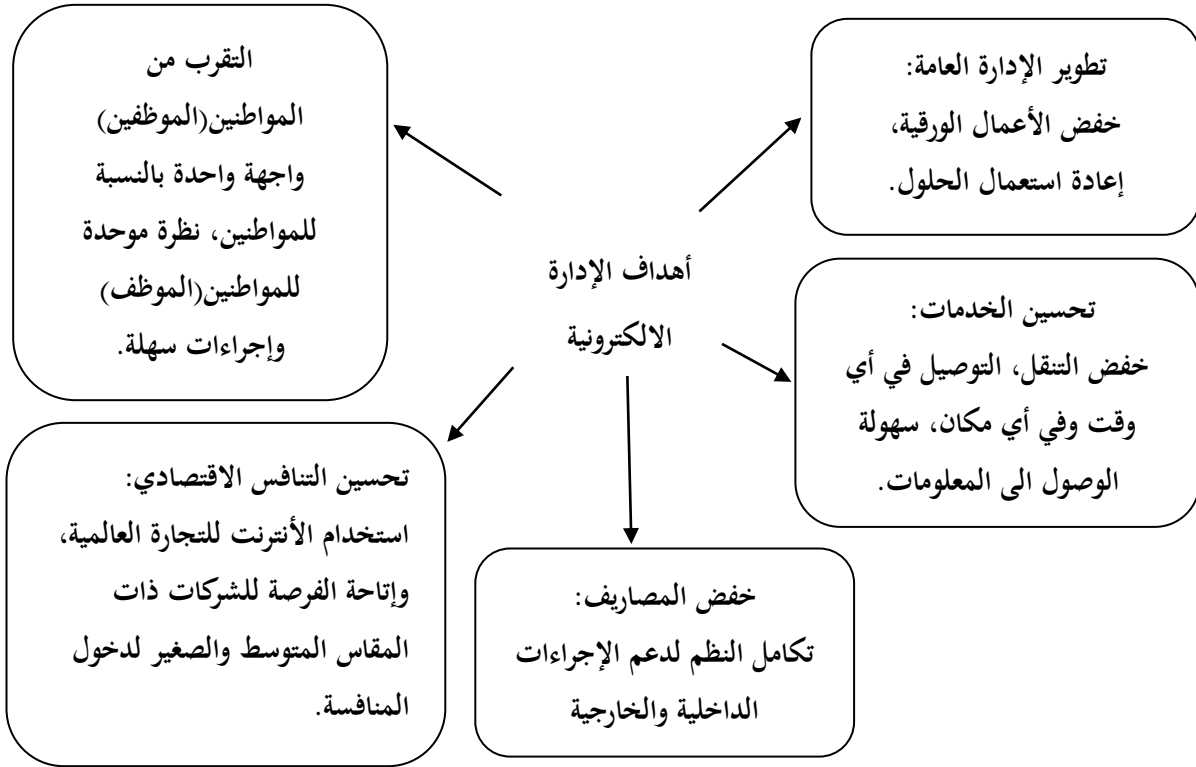 تطوير الإدارة العامة:
خفض الأعمال الورقية،
إعادة استعمال الحلول.
التقرب من
المواطنين(الموظفين)
واجهة واحدة بالنسبة
للمواطنين، نظرة موحدة
للمواطنين(الموظف)
وإجراءات سهلة.
أهداف الإدارة
الالكترونية
تحسين الخدمات:
خفض التنقل، التوصيل في أي
وقت وفي أي مكان، سهولة
الوصول الى المعلومات.
تحسين التنافس الاقتصادي:
استخدام الأنترنت للتجارة العالمية،
وإتاحة الفرصة للشركات ذات
المقاس المتوسط والصغير لدخول
المنافسة.
خفض المصاريف:
تكامل النظم لدعم الإجراءات
الداخلية والخارجية